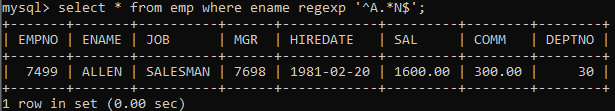 mysql> select * from emp where ename regexp '^A.*N$';
+-------+-------+----------+------+------------+---------+--------+--------+
| EMPNO | ENAME | JOB      | MGR  | HIREDATE   | SAL     | COMM   | DEPTNO |
+-------+-------+----------+------+------------+---------+--------+--------+
|  7499 | ALLEN | SALESMAN | 7698 | 1981-02-20 | 1600.00 | 300.00 |     30 |
+-------+-------+----------+------+------------+---------+--------+--------+
1 row in set (0.00 sec)